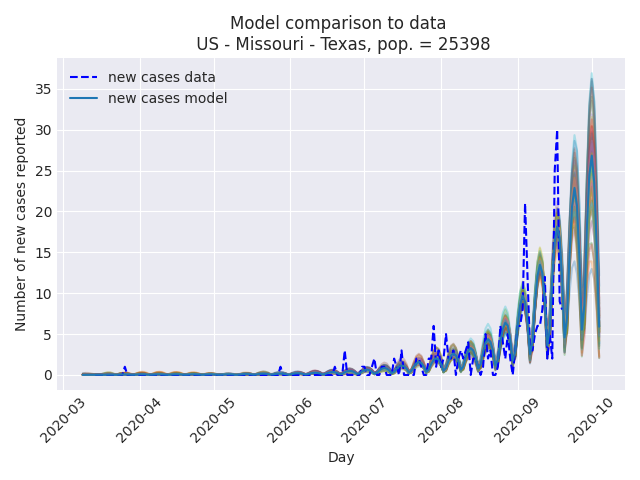 Model comparison to data
US - Missouri - Texas, pop. = 25398
new cases data
new cases model
Number of new cases reported
35
30
25
20
15
10
5
0
2020-03
2020-04
2020-05
2020-06
2020-07
2020-08
2020-09
2020-10
Day